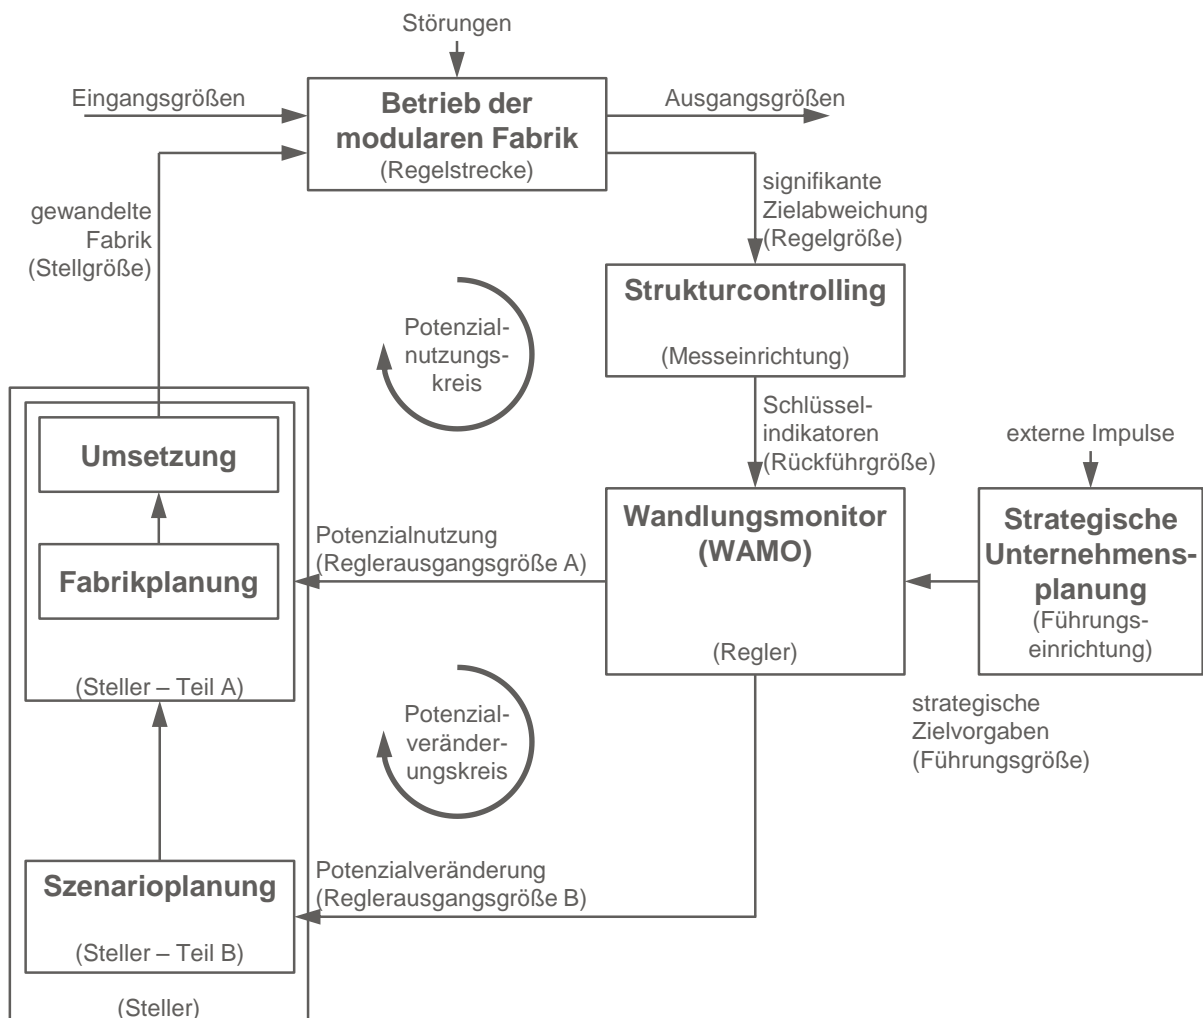 Störungen
Eingangsgrößen
Betrieb der
modularen Fabrik
(Regelstrecke)
Ausgangsgrößen
gewandelte
Fabrik
(Stellgröße)
signifikante
Zielabweichung
(Regelgröße)
Strukturcontrolling
(Messeinrichtung)
Potenzial-
nutzungs-
kreis
Schlüssel-
indikatoren
(Rückführgröße)
externe Impulse
Umsetzung
Fabrikplanung
(Steller – Teil A)
Potenzialnutzung
(Reglerausgangsgröße A)
Wandlungsmonitor
(WAMO)
(Regler)
Strategische
Unternehmens-
planung
(Führungs-
einrichtung)
strategische
Zielvorgaben
(Führungsgröße)
Potenzial-
veränder-
ungskreis
Potenzialveränderung
(Reglerausgangsgröße B)
Szenarioplanung
(Steller – Teil B)
(Steller)